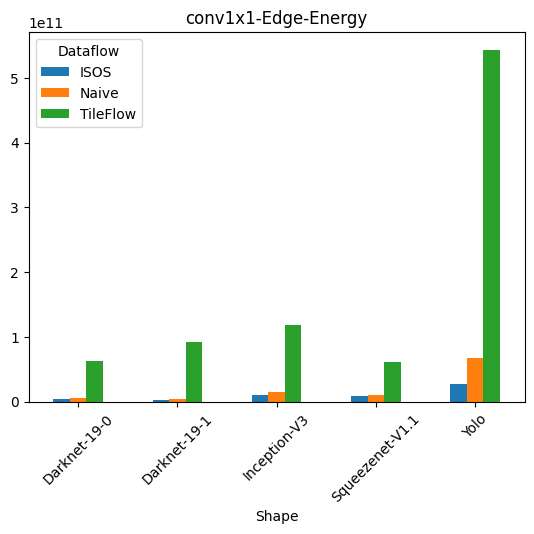 conv1x1-Edge-Energy
1e11
Dataflow
ISOS
Naive
TileFlow
5
4
3
2
1
0
Darknet-19-0
Darknet-19-1
Inception-V3
Squeezenet-V1.1
Yolo
Shape